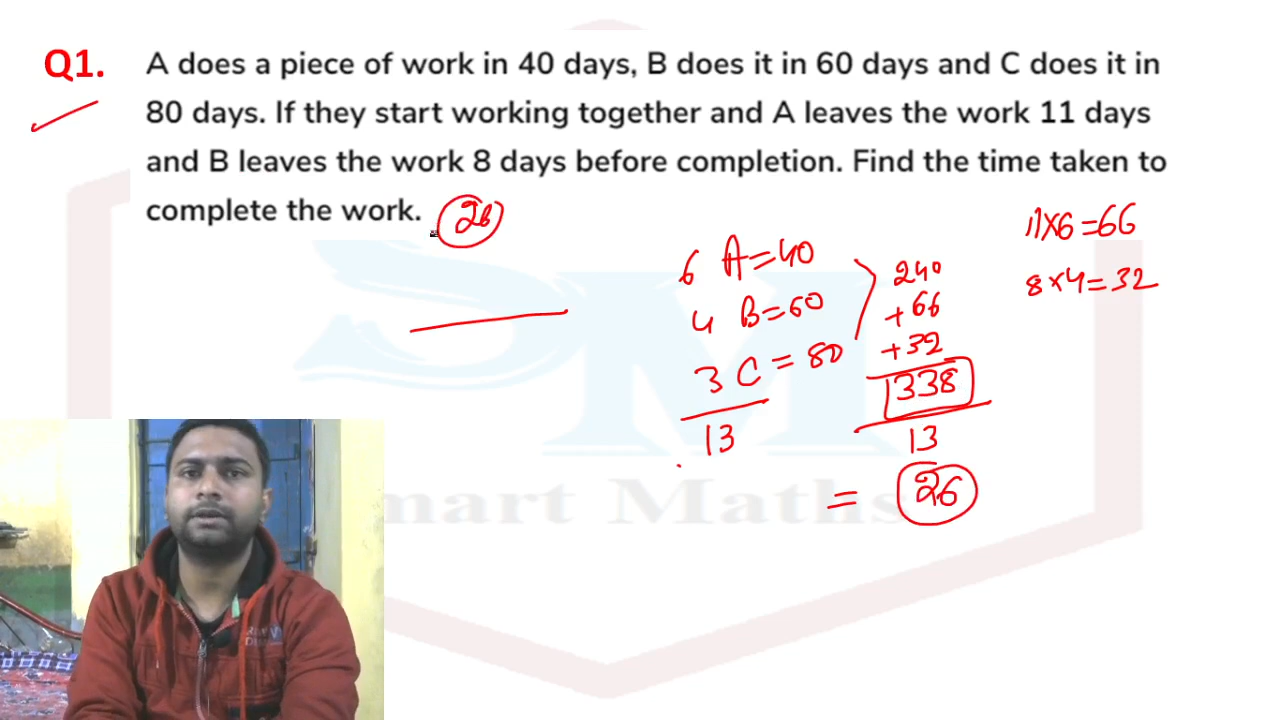 Q1. A does a piece of work in 40 days, B does it in 60 days and C does it in
80 days. If they start working together and A leaves the work 11 days
and B leaves the work 8 days before completion. Find the time taken to
complete the work. 26
11×6=66
8×4=32
6 A=40
4 B=60
3 C=80
13
240
+66
+32
338
13
= 26
SM
Smart Maths